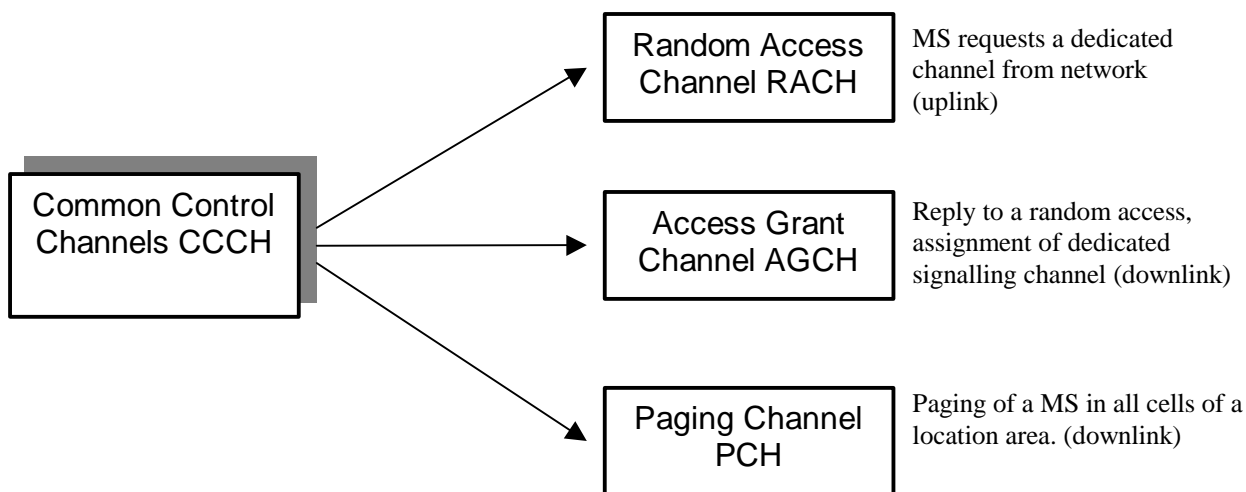 Common Control
Channels CCCH
Random Access
Channel RACH
MS requests a dedicated
channel from network
(uplink)
Access Grant
Channel AGCH
Reply to a random access,
assignment of dedicated
signalling channel (downlink)
Paging Channel
PCH
Paging of a MS in all cells of a
location area. (downlink)